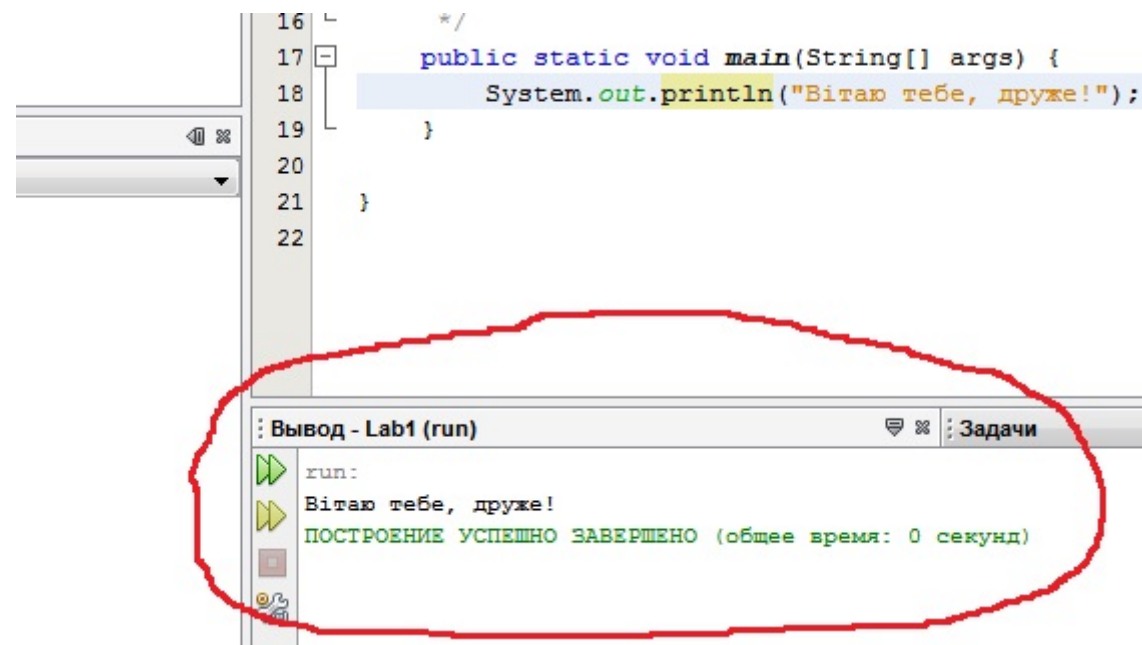 16 */
17 public static void main(String[] args) {
18 System.out.println("Вітаю тебе, друже!");
19 }
20
21 }
22
Вывод - Lab1 (run)
Задачи
run:
Вітаю тебе, друже!
ПОСТРОЕНИЕ УСПЕШНО ЗАВЕРШЕНО (общее время: 0 секунд)